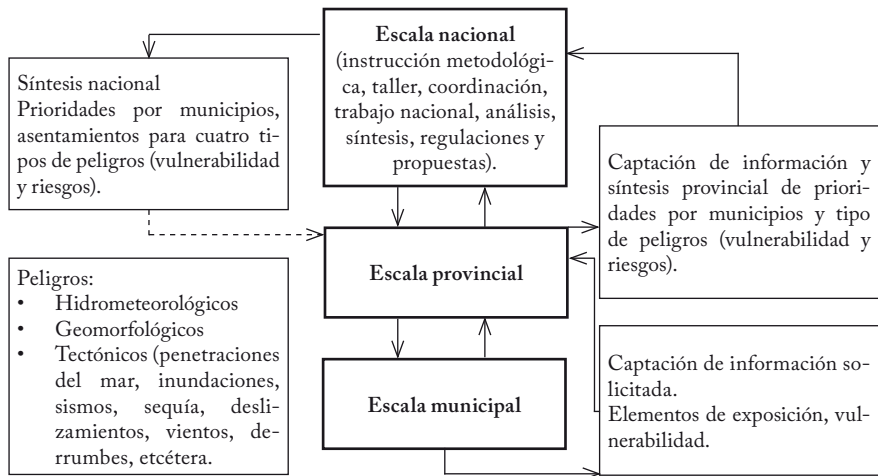 Escala nacional
(instrucción metodológi-
ca, taller, coordinación,
trabajo nacional, análisis,
síntesis, regulaciones y
propuestas).
Síntesis nacional
Prioridades por municipios,
asentamientos para cuatro ti-
pos de peligros (vulnerabilidad
y riesgos).
Captación de información y
síntesis provincial de priori-
dades por municipios y tipo
de peligros (vulnerabilidad y
riesgos).
Escala provincial
Peligros:
• Hidrometeorológicos
• Geomorfológicos
• Tectónicos (penetraciones
del mar, inundaciones,
sismos, sequía, desli-
zamientos, vientos, de-
rrumbes, etcétera.
Escala municipal
Captación de información so-
licitada.
Elementos de exposición, vul-
nerabilidad.